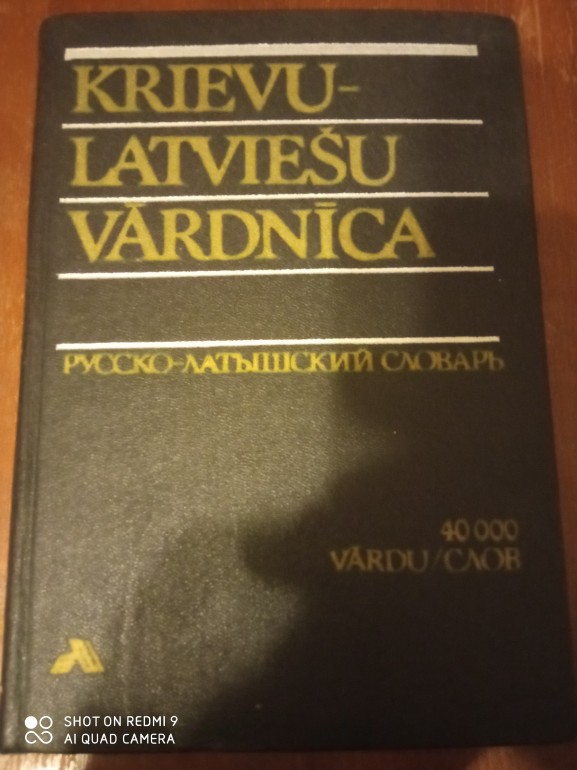 KRIEVU-
LATVIEŠU
VĀRDNĪCA
РУССКО-ЛАТЫШСКИЙ СЛОВАРЬ
40 000
VĀRDU/СЛОВ
SHOT ON REDMI 9
AI QUAD CAMERA